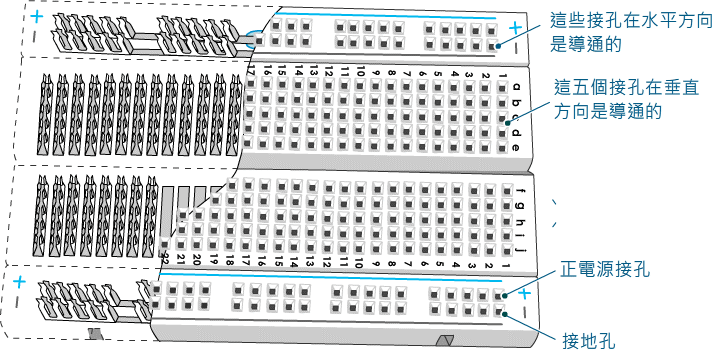 + + 這些接孔在水平方向
− − 是導通的
17 16 15 14 13 12 11 10 9 8 7 6 5 4 3 2 1
a
b
c
d
e
這五個接孔在垂直
方向是導通的
f
g
h
i
j
22 21 20 19 18 17 16 15 14 13 12 11 10 9 8 7 6 5 4 3 2 1
+ + 正電源接孔
− − 接地孔